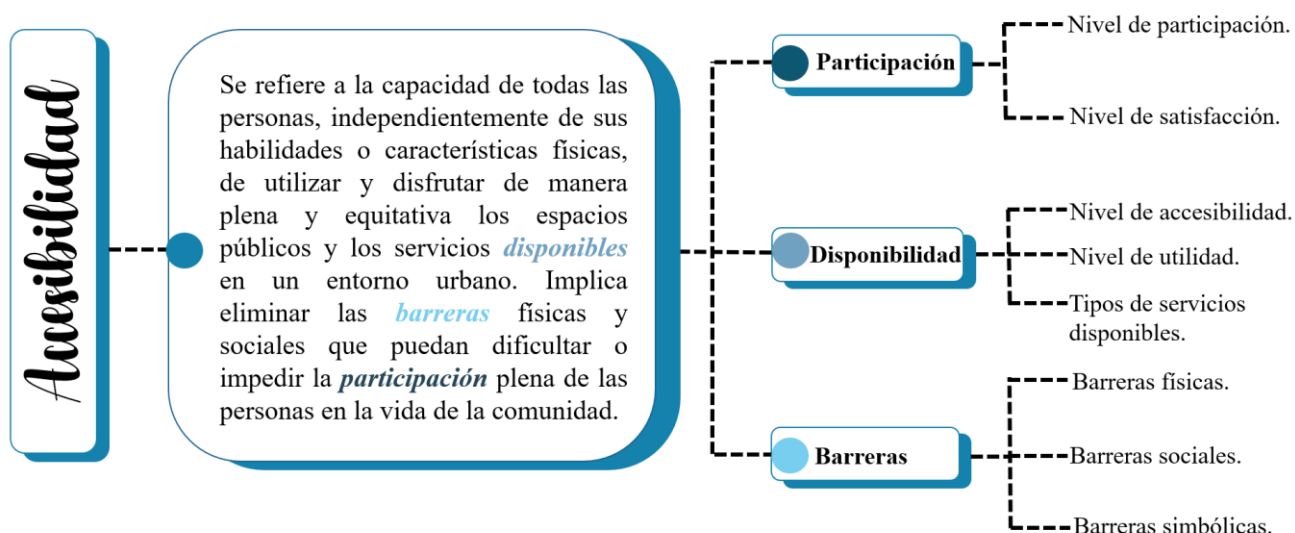 Accesibilidad
Se refiere a la capacidad de todas las
personas, independientemente de sus
habilidades o características físicas,
de utilizar y disfrutar de manera
plena y equitativa los espacios
públicos y los servicios disponibles
en un entorno urbano. Implica
eliminar las barreras físicas y
sociales que puedan dificultar o
impedir la participación plena de las
personas en la vida de la comunidad.
Participación
Nivel de participación.
Nivel de satisfacción.
Disponibilidad
Nivel de accesibilidad.
Nivel de utilidad.
Tipos de servicios
disponibles.
Barreras
Barreras físicas.
Barreras sociales.
Barreras simbólicas.